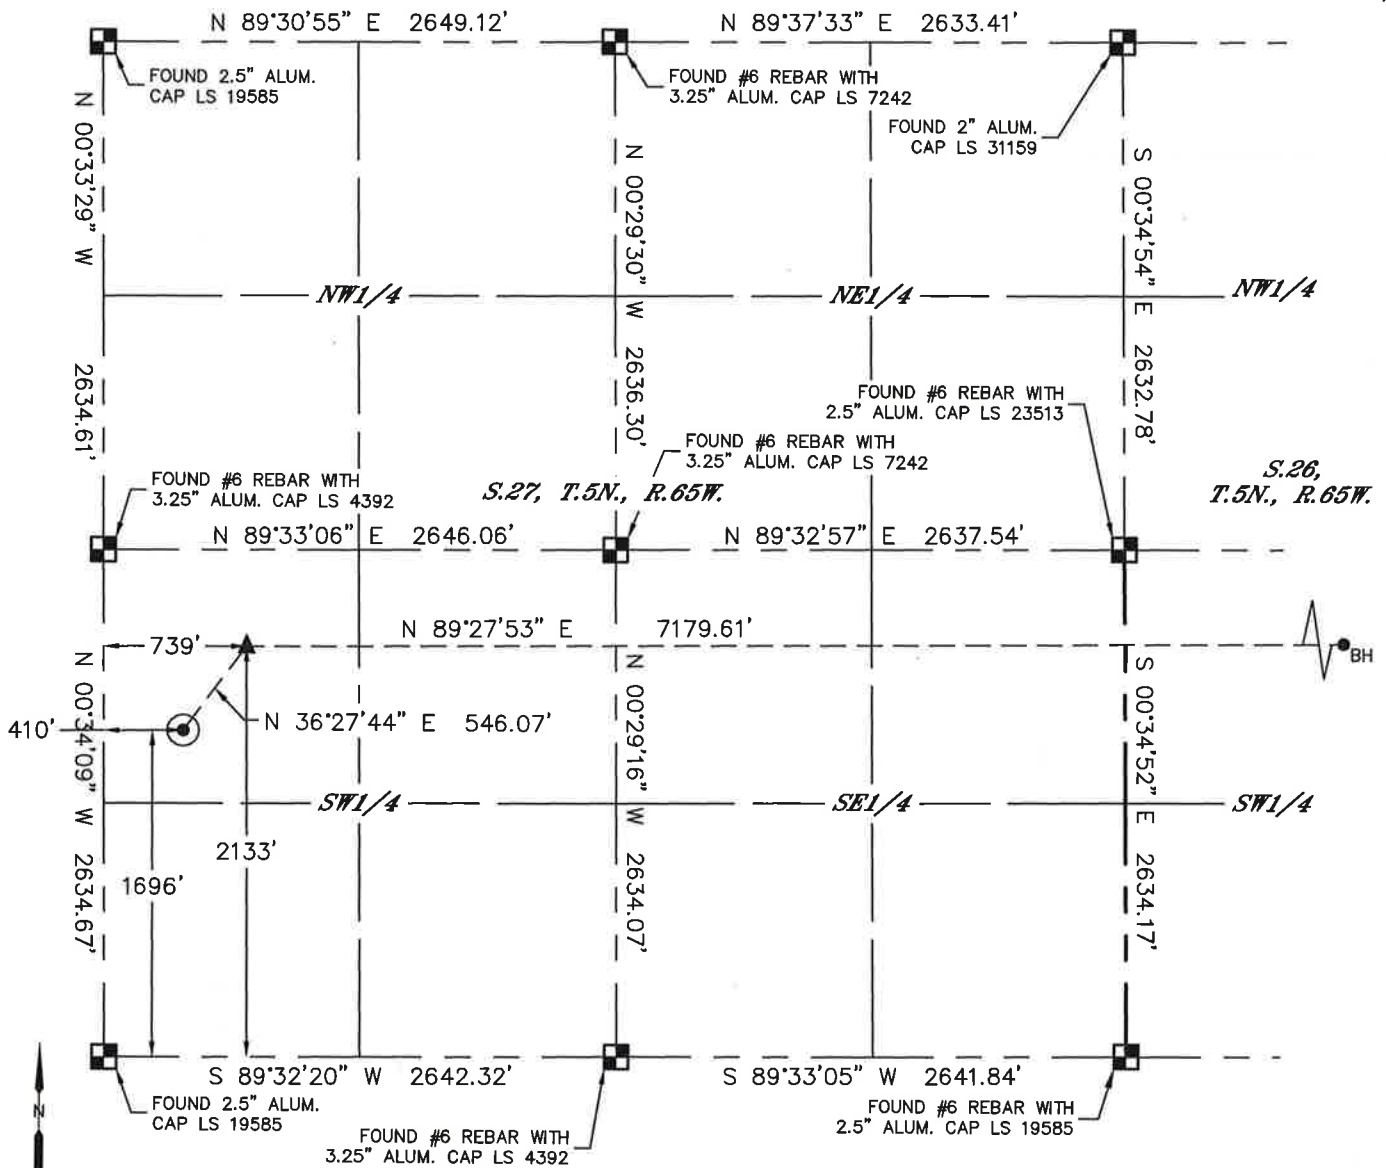 N 89°30'55" E 2649.12'
N 89°37'33" E 2633.41'
FOUND 2.5" ALUM.
CAP LS 19585
FOUND #6 REBAR WITH
3.25" ALUM. CAP LS 7242
FOUND 2" ALUM.
CAP LS 31159
N 00°33'29" W 2634.61'
N 00°29'30" W 2636.30'
S 00°34'54" E 2632.78'
NW1/4
NE1/4
NW1/4
FOUND #6 REBAR WITH
2.5" ALUM. CAP LS 23513
FOUND #6 REBAR WITH
3.25" ALUM. CAP LS 7242
FOUND #6 REBAR WITH
3.25" ALUM. CAP LS 4392
S.27, T.5N., R.65W.
S.26,
T.5N., R.65W.
N 89°33'06" E 2646.06'
N 89°32'57" E 2637.54'
739'
N 89°27'53" E 7179.61'
BH
410'
N 36°27'44" E 546.07'
N 00°34'09" W 2634.67'
N 00°29'16" W 2634.07'
S 00°34'52" E 2634.17'
SW1/4
SE1/4
SW1/4
2133'
1696'
S 89°32'20" W 2642.32'
S 89°33'05" W 2641.84'
FOUND 2.5" ALUM.
CAP LS 19585
FOUND #6 REBAR WITH
3.25" ALUM. CAP LS 4392
FOUND #6 REBAR WITH
2.5" ALUM. CAP LS 19585
N